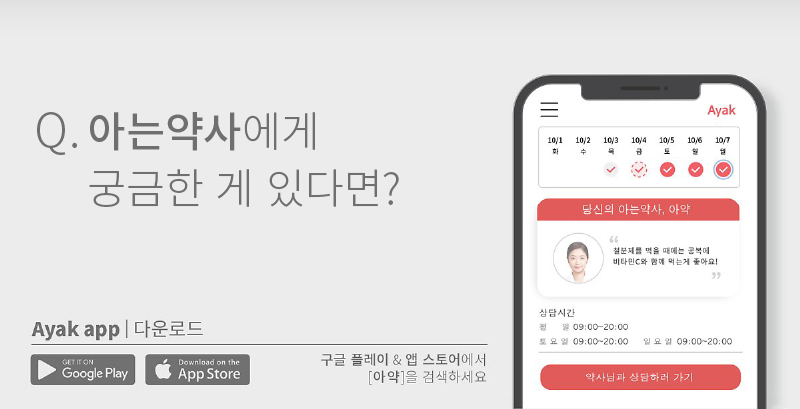 Q. 아는약사에게
궁금한 게 있다면?
Ayak app | 다운로드
GET IT ON
Google Play
Download on the
App Store
구글 플레이 & 앱 스토어에서
[아약]을 검색하세요
Ayak
10/1 10/2 10/3 10/4 10/5 10/6 10/7
화 수 목 금 토 일 월
당신의 아는약사, 아약
“
철분제를 먹을 때에는 공복에
비타민C와 함께 먹는게 좋아요!
”
상담시간
평 일 09:00~20:00
토요일 09:00~20:00 일요일 09:00~20:00
약사님과 상담하러 가기